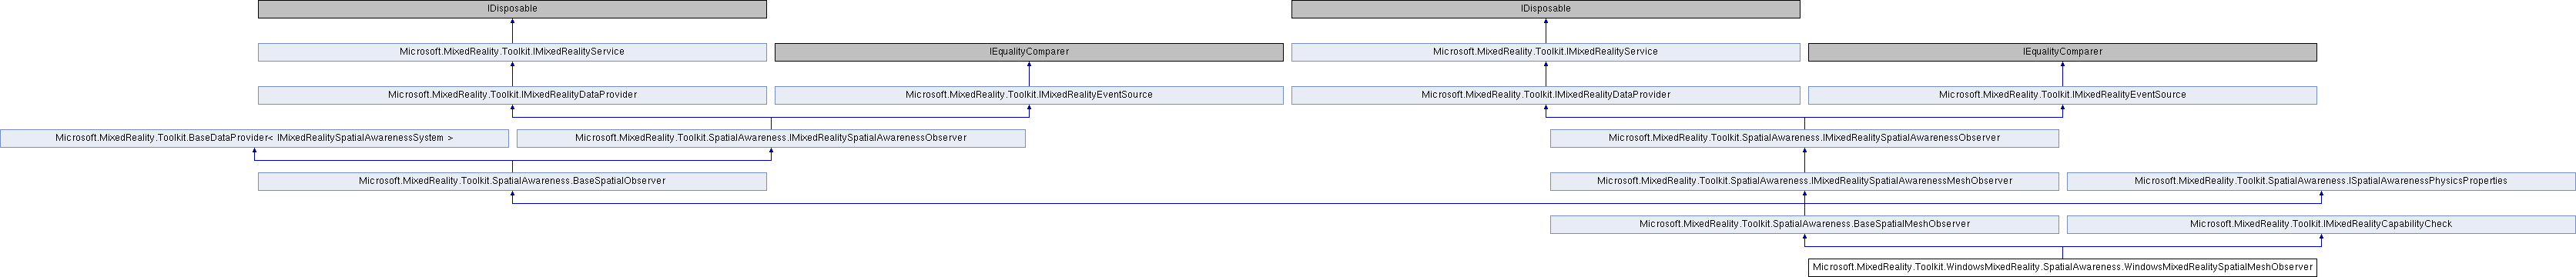 IDisposable
IDisposable
Microsoft.MixedReality.Toolkit.IMixedRealityService
IEqualityComparer
Microsoft.MixedReality.Toolkit.IMixedRealityService
IEqualityComparer
Microsoft.MixedReality.Toolkit.IMixedRealityDataProvider
Microsoft.MixedReality.Toolkit.IMixedRealityEventSource
Microsoft.MixedReality.Toolkit.IMixedRealityDataProvider
Microsoft.MixedReality.Toolkit.IMixedRealityEventSource
Microsoft.MixedReality.Toolkit.BaseDataProvider< IMixedRealitySpatialAwarenessSystem >
Microsoft.MixedReality.Toolkit.SpatialAwareness.IMixedRealitySpatialAwarenessObserver
Microsoft.MixedReality.Toolkit.SpatialAwareness.IMixedRealitySpatialAwarenessObserver
Microsoft.MixedReality.Toolkit.SpatialAwareness.BaseSpatialObserver
Microsoft.MixedReality.Toolkit.SpatialAwareness.IMixedRealitySpatialAwarenessMeshObserver
Microsoft.MixedReality.Toolkit.SpatialAwareness.ISpatialAwarenessPhysicsProperties
Microsoft.MixedReality.Toolkit.SpatialAwareness.BaseSpatialMeshObserver
Microsoft.MixedReality.Toolkit.IMixedRealityCapabilityCheck
Microsoft.MixedReality.Toolkit.WindowsMixedReality.SpatialAwareness.WindowsMixedRealitySpatialMeshObserver